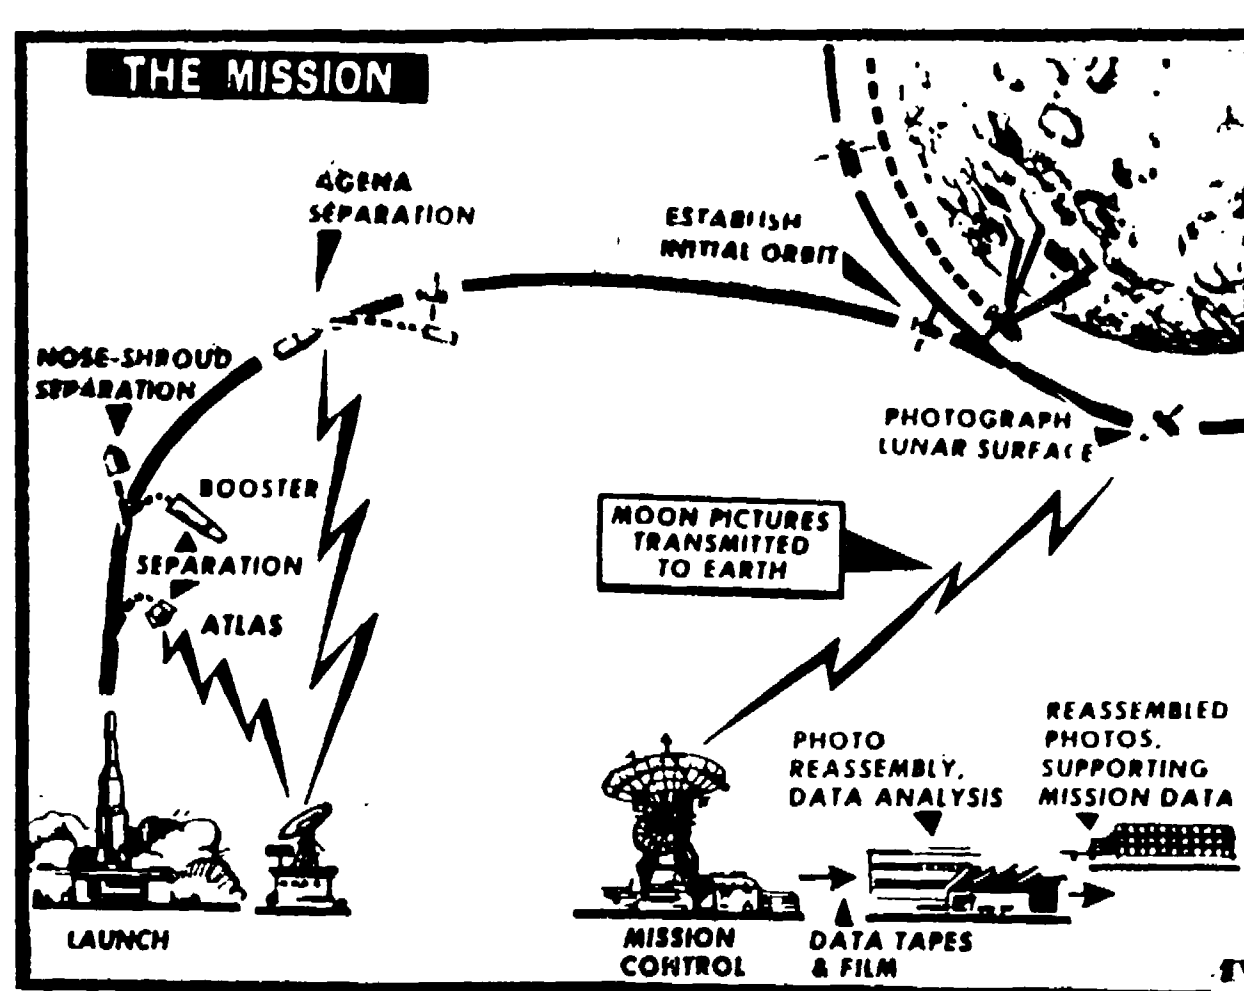 THE MISSION
AGENA
SEPARATION
ESTABLISH
INITIAL ORBIT
NOSE-SHROUD
SEPARATION
PHOTOGRAPH
LUNAR SURFACE
BOOSTER
SEPARATION
ATLAS
MOON PICTURES
TRANSMITTED
TO EARTH
PHOTO
REASSEMBLY,
DATA ANALYSIS
REASSEMBLED
PHOTOS,
SUPPORTING
MISSION DATA
LAUNCH
MISSION
CONTROL
DATA TAPES
& FILM